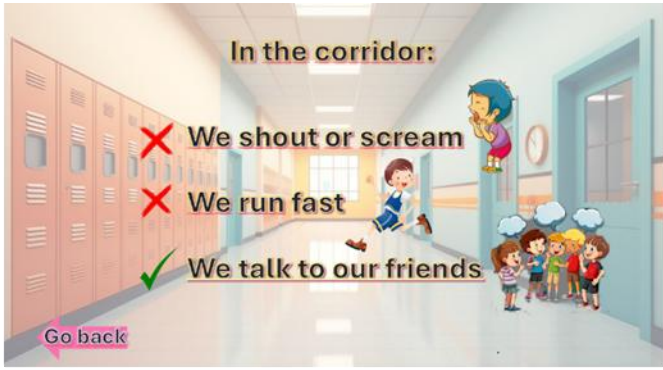 In the corridor:
We shout or scream
We run fast
We talk to our friends
Go back